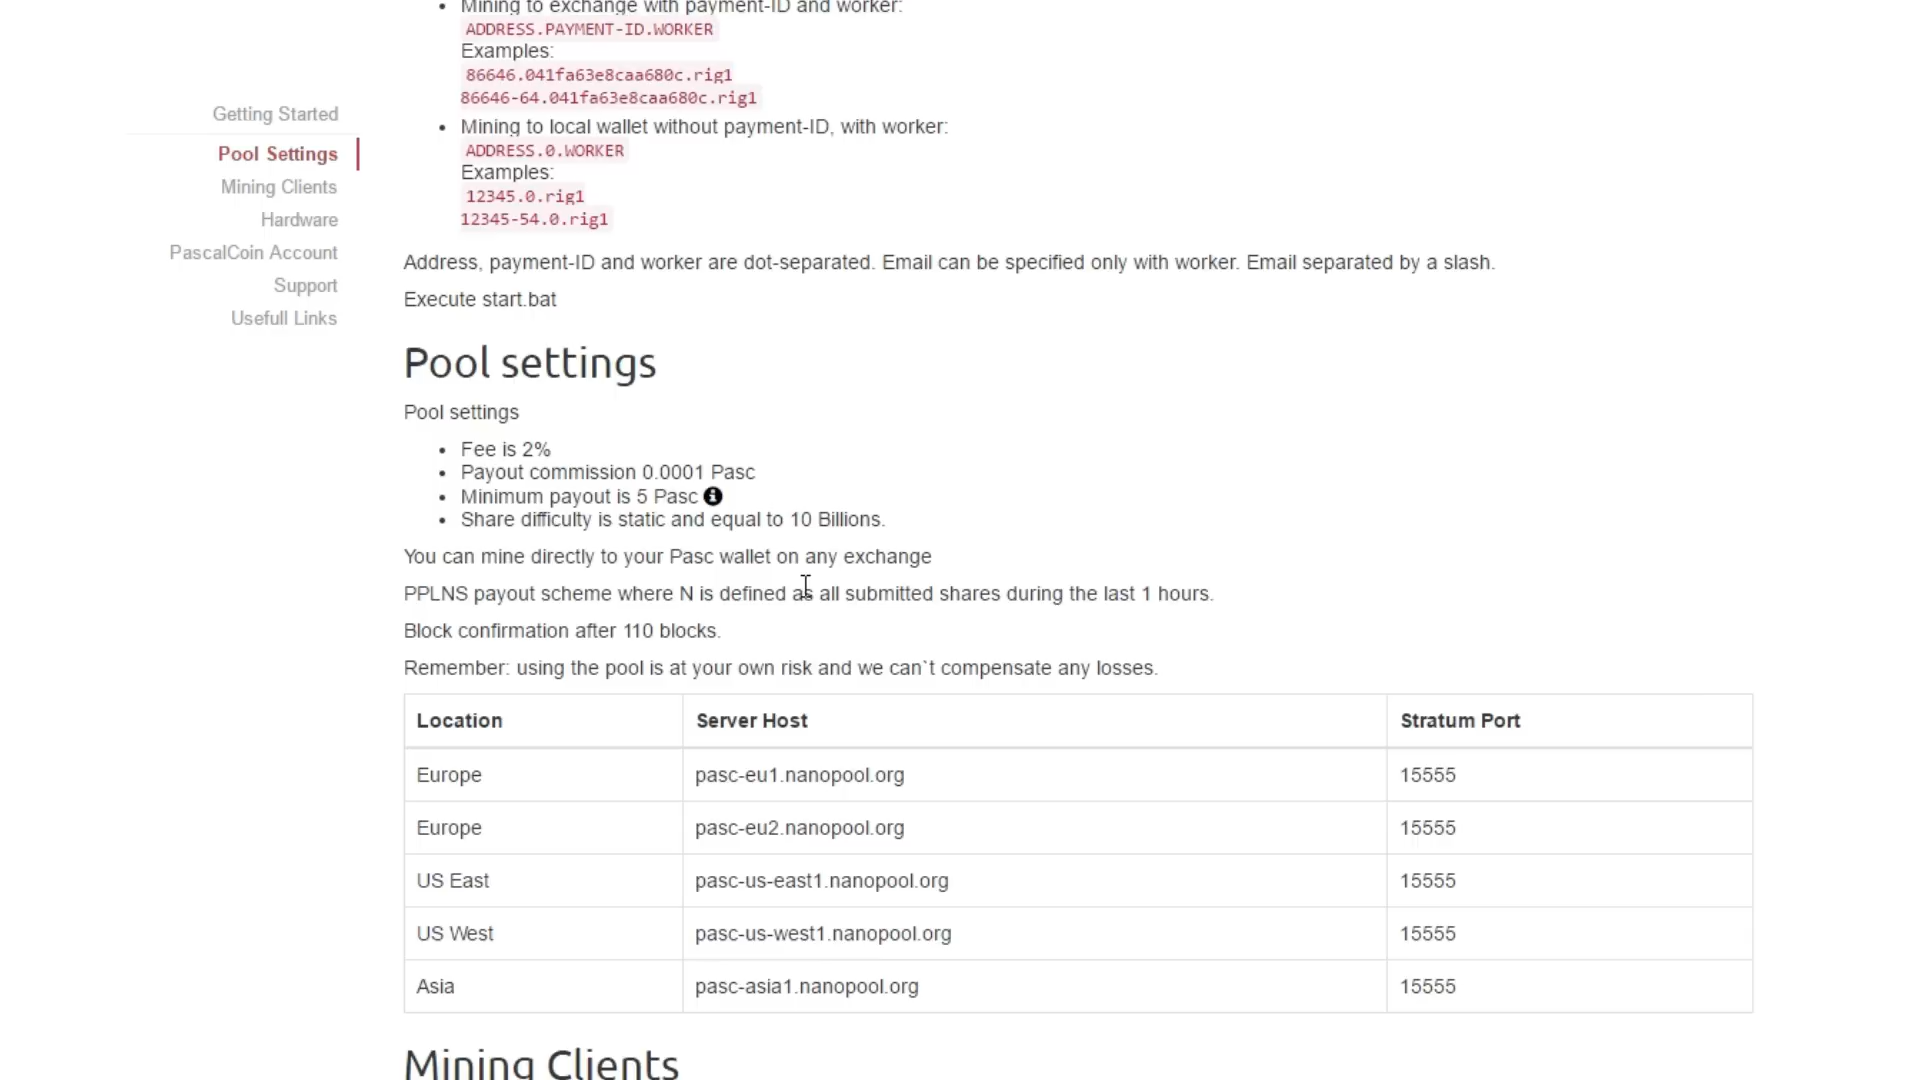 Mining to exchange with payment-ID and worker:
ADDRESS.PAYMENT-ID.WORKER
Examples:
86646.041fa63e8caa680c.rig1
86646-64.041fa63e8caa680c.rig1
Mining to local wallet without payment-ID, with worker:
ADDRESS.0.WORKER
Examples:
12345.0.rig1
12345-54.0.rig1
Getting Started
Pool Settings
Mining Clients
Hardware
PascalCoin Account
Support
Usefull Links
Address, payment-ID and worker are dot-separated. Email can be specified only with worker. Email separated by a slash.
Execute start.bat
Pool settings
Pool settings
Fee is 2%
Payout commission 0.0001 Pasc
Minimum payout is 5 Pasc
Share difficulty is static and equal to 10 Billions.
You can mine directly to your Pasc wallet on any exchange
PPLNS payout scheme where N is defined as all submitted shares during the last 1 hours.
Block confirmation after 110 blocks.
Remember: using the pool is at your own risk and we can`t compensate any losses.
Location Server Host Stratum Port
Europe pasc-eu1.nanopool.org 15555
Europe pasc-eu2.nanopool.org 15555
US East pasc-us-east1.nanopool.org 15555
US West pasc-us-west1.nanopool.org 15555
Asia pasc-asia1.nanopool.org 15555
Mining Clients